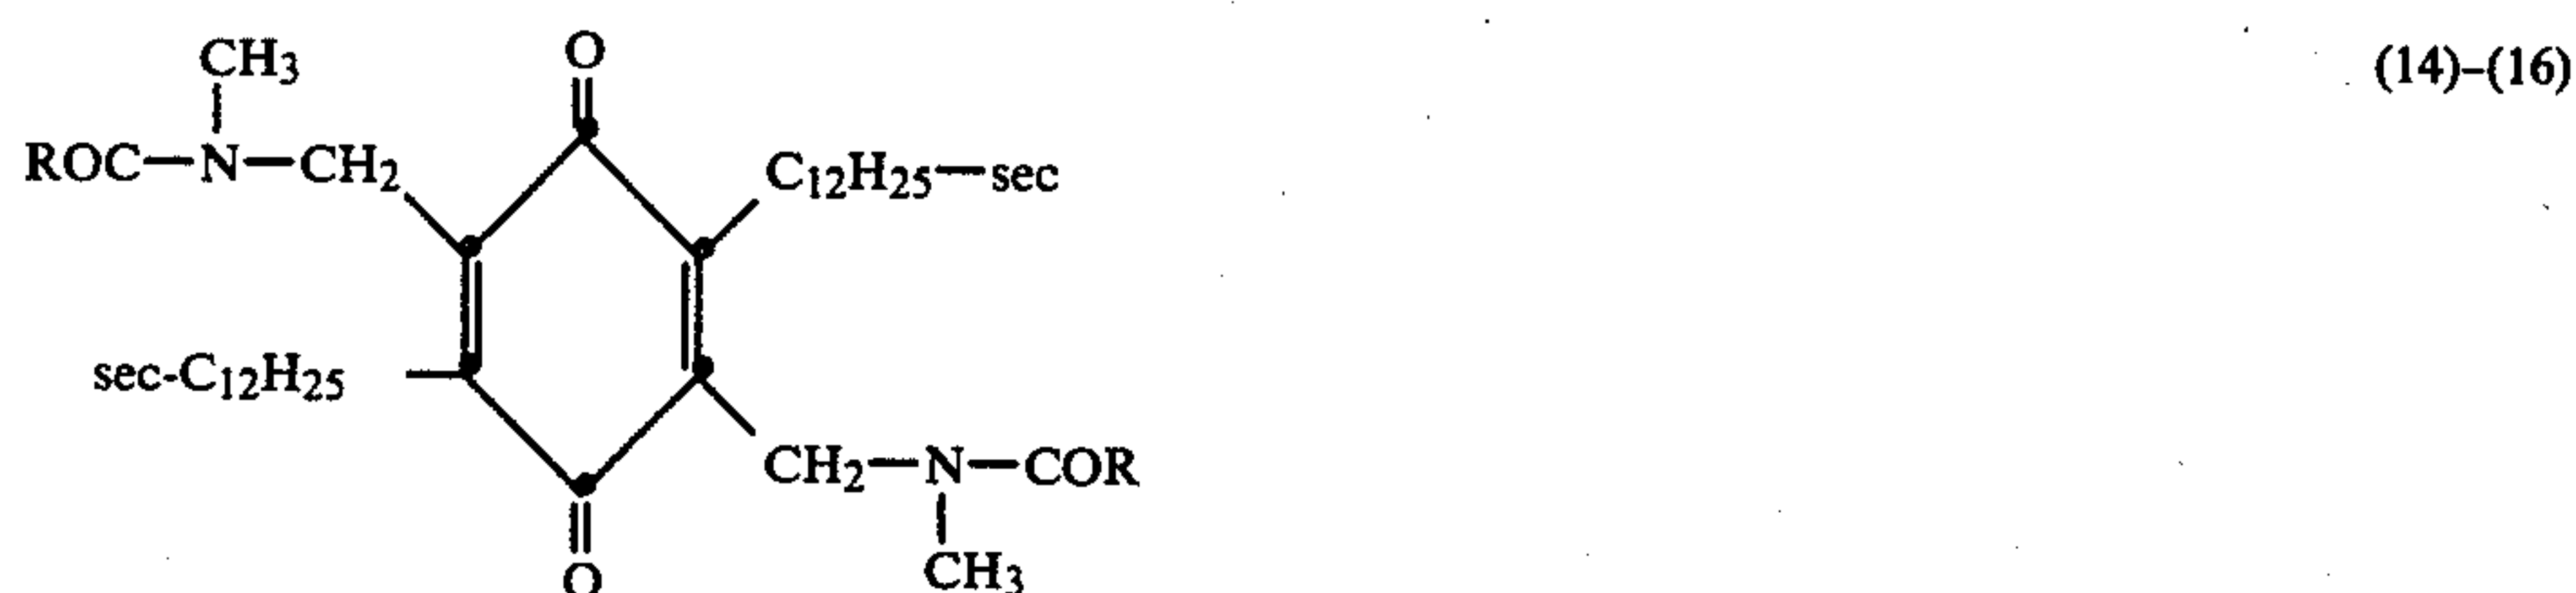 O
CH₃
(14)–(16)
ROC—N—CH₂
C₁₂H₂₅—sec
sec-C₁₂H₂₅
CH₂—N—COR
CH₃
O